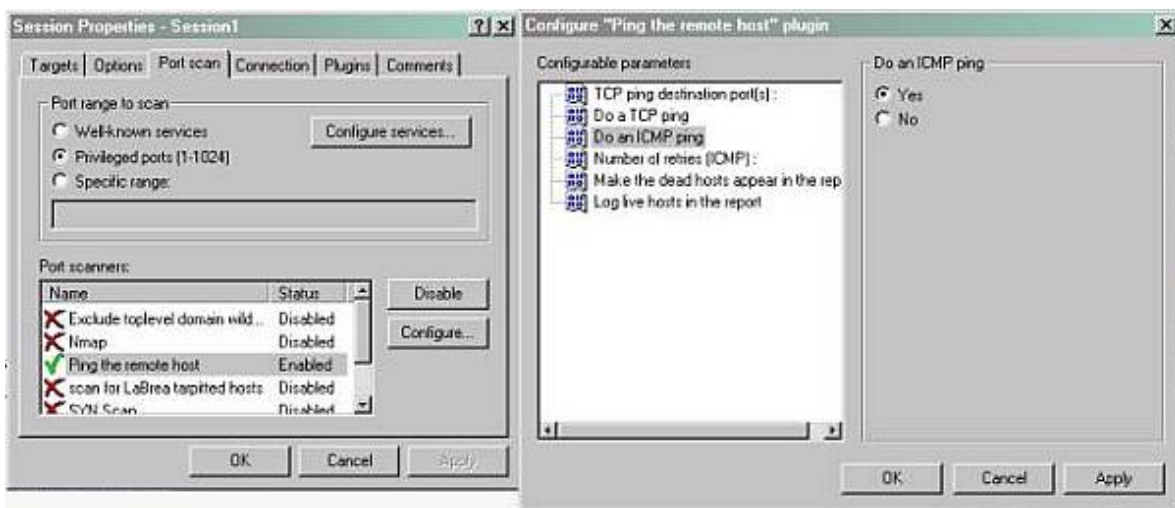 Session Properties - Session1
Targets Options Port scan Connection Plugins Comments
Port range to scan
Well-known services
Configure services...
Privileged ports (1-1024)
Specific range:
Port scanners:
Name Status
Exclude toplevel domain wild... Disabled
Nmap Disabled
Ping the remote host Enabled
scan for LaBrea tarpitted hosts Disabled
SYN Scan Disabled
Disable
Configure...
OK Cancel Apply
Configure "Ping the remote host" plugin
Configurable parameters
TCP ping destination port(s) :
Do a TCP ping
Do an ICMP ping
Number of retries (ICMP) :
Make the dead hosts appear in the rep
Log live hosts in the report
Do an ICMP ping
Yes
No
OK Cancel Apply